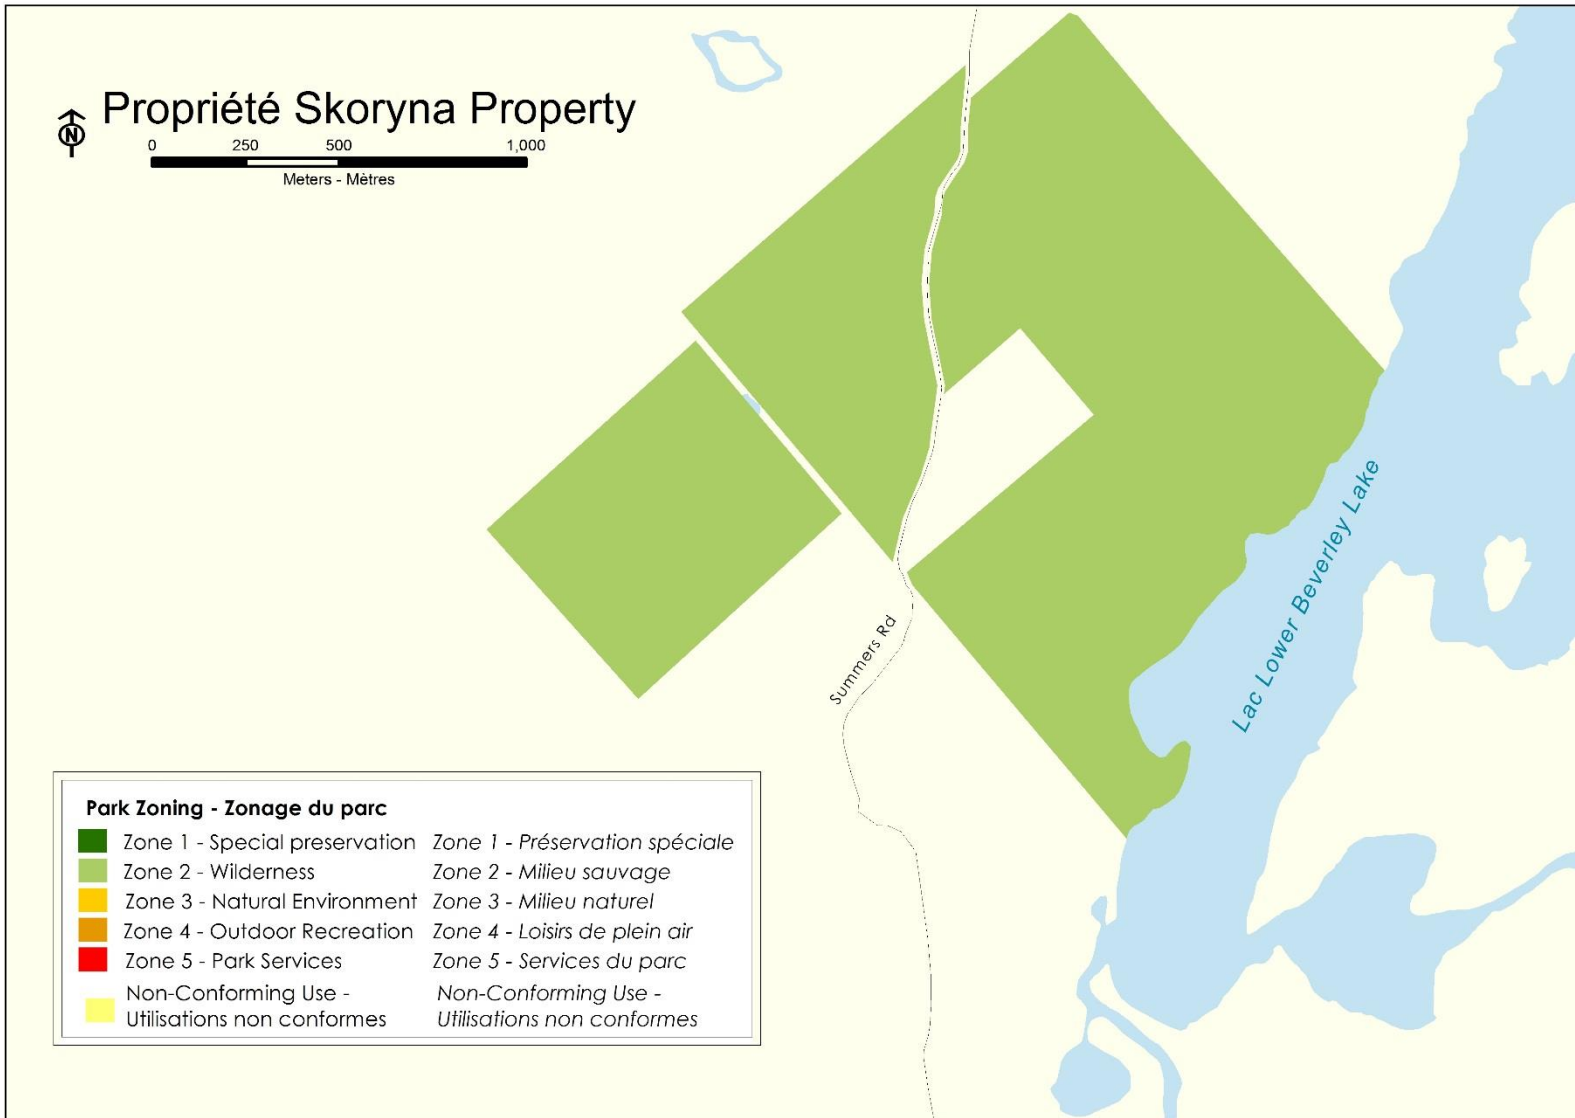 Propriété Skoryna Property
N
0 250 500 1,000
Meters - Mètres
Summers Rd
Lac Lower Beverley Lake
Park Zoning - Zonage du parc
Zone 1 - Special preservation Zone 1 - Préservation spéciale
Zone 2 - Wilderness Zone 2 - Milieu sauvage
Zone 3 - Natural Environment Zone 3 - Milieu naturel
Zone 4 - Outdoor Recreation Zone 4 - Loisirs de plein air
Zone 5 - Park Services Zone 5 - Services du parc
Non-Conforming Use - Non-Conforming Use -
Utilisations non conformes Utilisations non conformes